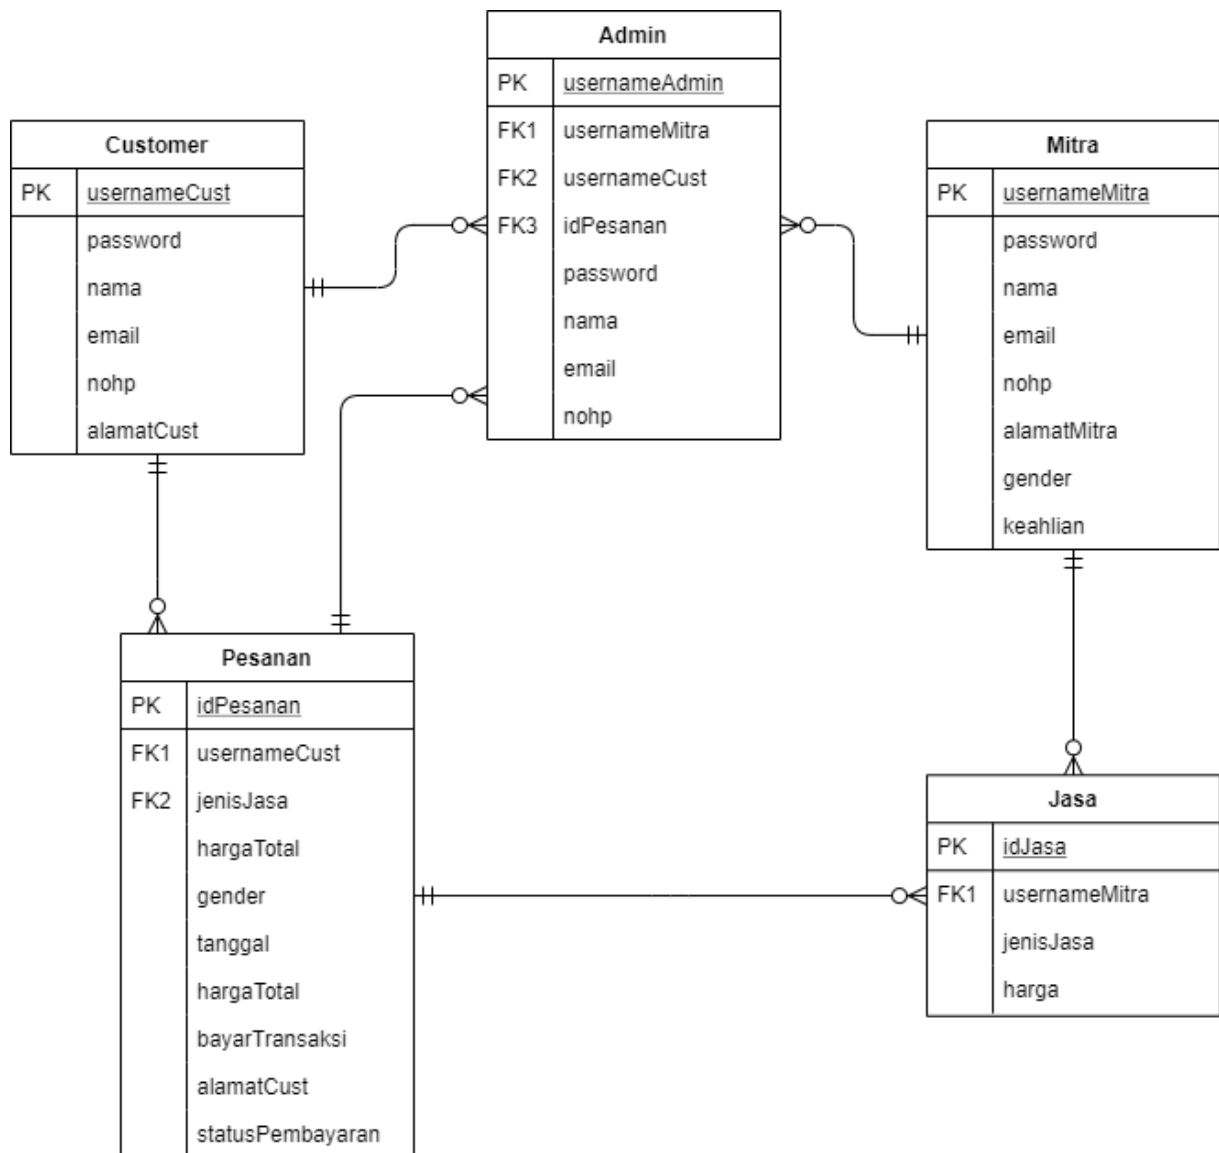 Admin
PK usernameAdmin
FK1 usernameMitra
FK2 usernameCust
FK3 idPesanan
password
nama
email
nohp
Customer
PK usernameCust
password
nama
email
nohp
alamatCust
Mitra
PK usernameMitra
password
nama
email
nohp
alamatMitra
gender
keahlian
Pesanan
PK idPesanan
FK1 usernameCust
FK2 jenisJasa
hargaTotal
gender
tanggal
hargaTotal
bayarTransaksi
alamatCust
statusPembayaran
Jasa
PK idJasa
FK1 usernameMitra
jenisJasa
harga